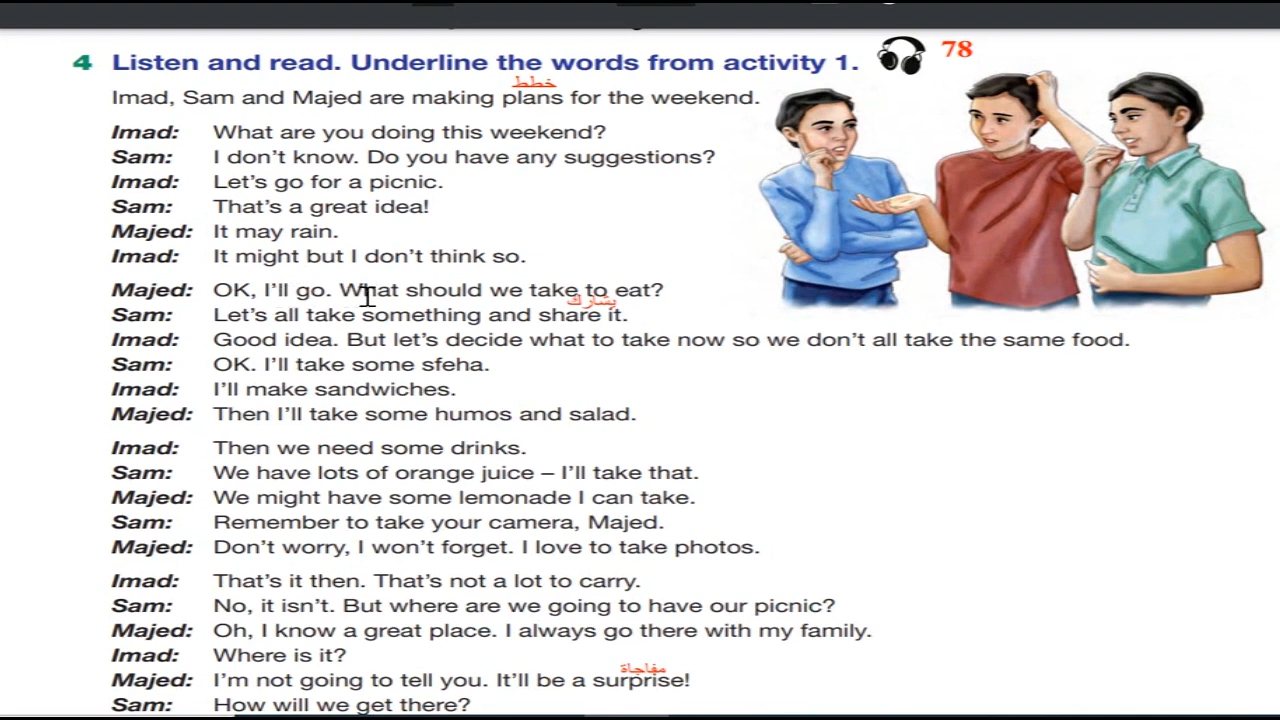 4 Listen and read. Underline the words from activity 1. 78
خطط
Imad, Sam and Majed are making plans for the weekend.
Imad: What are you doing this weekend?
Sam: I don't know. Do you have any suggestions?
Imad: Let's go for a picnic.
Sam: That's a great idea!
Majed: It may rain.
Imad: It might but I don't think so.
Majed: OK, I'll go. What should we take to eat?
يشارك
Sam: Let's all take something and share it.
Imad: Good idea. But let's decide what to take now so we don't all take the same food.
Sam: OK. I'll take some sfeha.
Imad: I'll make sandwiches.
Majed: Then I'll take some humos and salad.
Imad: Then we need some drinks.
Sam: We have lots of orange juice – I'll take that.
Majed: We might have some lemonade I can take.
Sam: Remember to take your camera, Majed.
Majed: Don't worry, I won't forget. I love to take photos.
Imad: That's it then. That's not a lot to carry.
Sam: No, it isn't. But where are we going to have our picnic?
Majed: Oh, I know a great place. I always go there with my family.
Imad: Where is it?
مفاجاة
Majed: I'm not going to tell you. It'll be a surprise!
Sam: How will we get there?